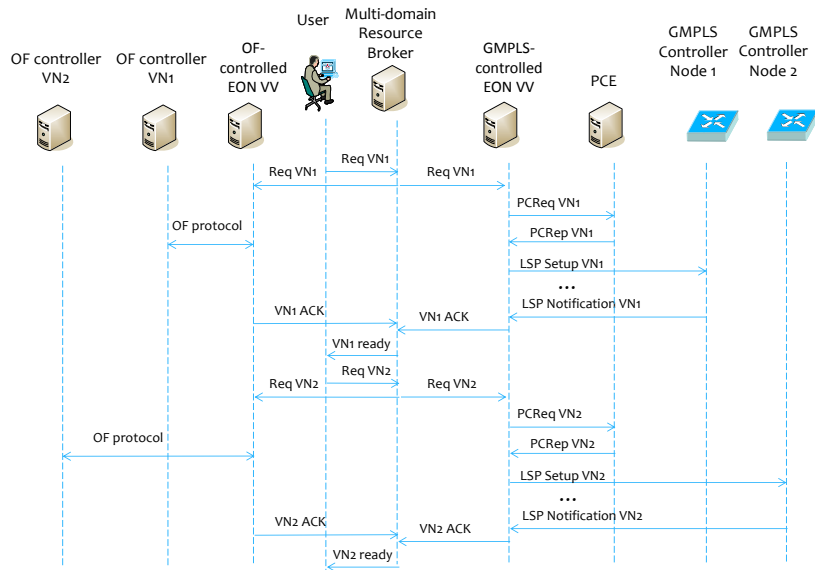 OF controller
VN2
OF controller
VN1
OF-
controlled
EON VV
User
Multi-domain
Resource
Broker
GMPLS-
controlled
EON VV
PCE
GMPLS
Controller
Node 1
GMPLS
Controller
Node 2
Req VN1
Req VN1
Req VN1
PCReq VN1
OF protocol
PCRep VN1
LSP Setup VN1
...
LSP Notification VN1
VN1 ACK
VN1 ACK
VN1 ready
Req VN2
Req VN2
Req VN2
PCReq VN2
OF protocol
PCRep VN2
LSP Setup VN2
...
LSP Notification VN2
VN2 ACK
VN2 ACK
VN2 ready